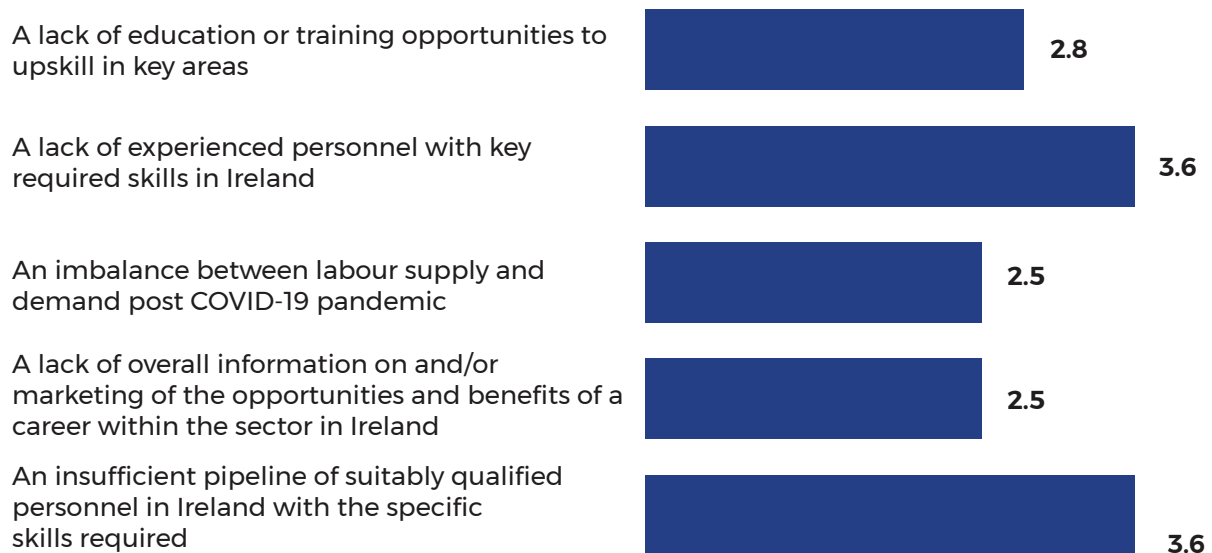 A lack of education or training opportunities to
upskill in key areas
2.8
A lack of experienced personnel with key
required skills in Ireland
3.6
An imbalance between labour supply and
demand post COVID-19 pandemic
2.5
A lack of overall information on and/or
marketing of the opportunities and benefits of a
career within the sector in Ireland
2.5
An insufficient pipeline of suitably qualified
personnel in Ireland with the specific
skills required
3.6